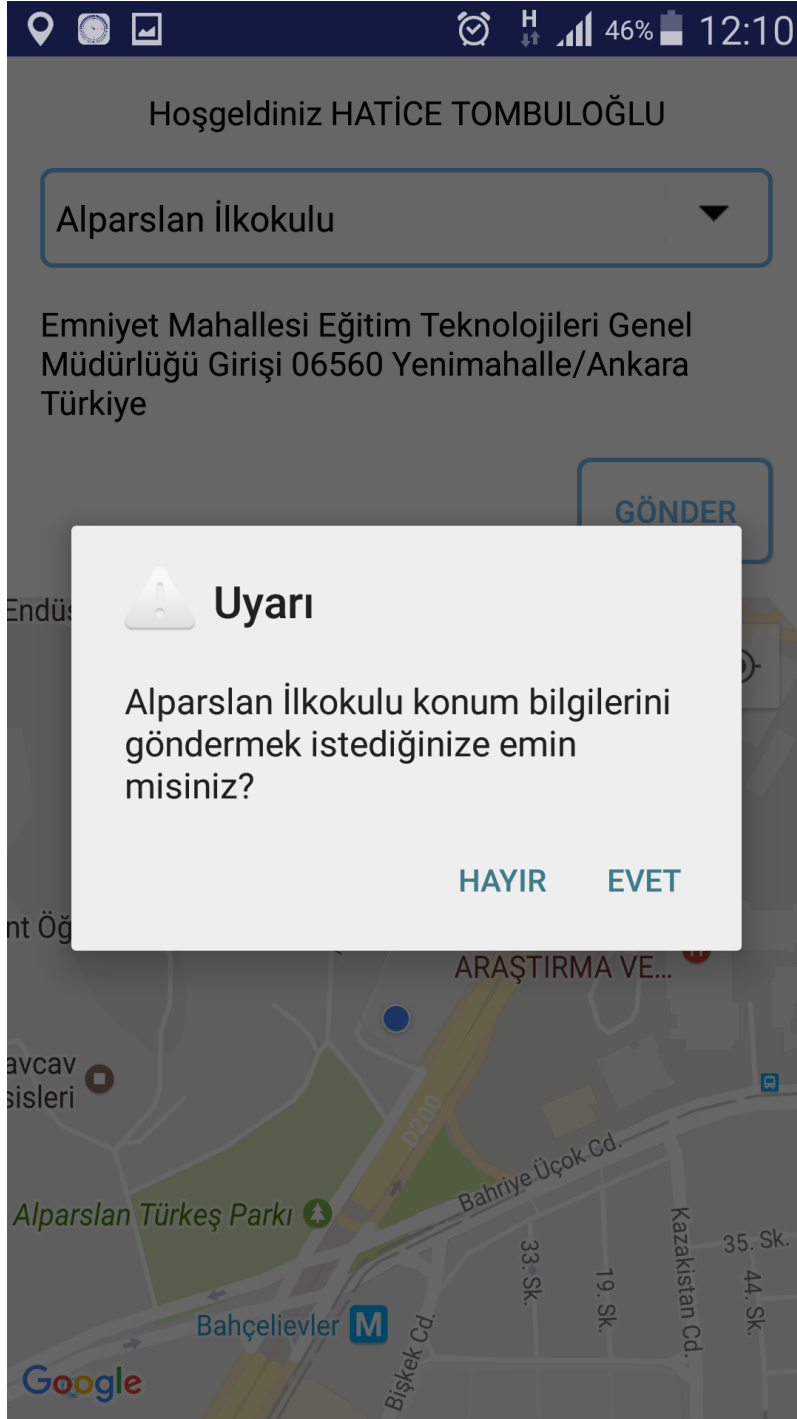 H 46% 12:10
Hoşgeldiniz HATİCE TOMBULOĞLU
Alparslan İlkokulu
Emniyet Mahallesi Eğitim Teknolojileri Genel
Müdürlüğü Girişi 06560 Yenimahalle/Ankara
Türkiye
GÖNDER
Uyarı
Alparslan İlkokulu konum bilgilerini
göndermek istediğinize emin
misiniz?
HAYIR EVET
ARAŞTIRMA VE...
D200
Bahriye Üçok Cd.
Alparslan Türkeş Parkı
Kazakistan Cd.
33. Sk.
19. Sk.
35. Sk.
44. Sk.
Bahçelievler M
Bişkek Cd.
Google